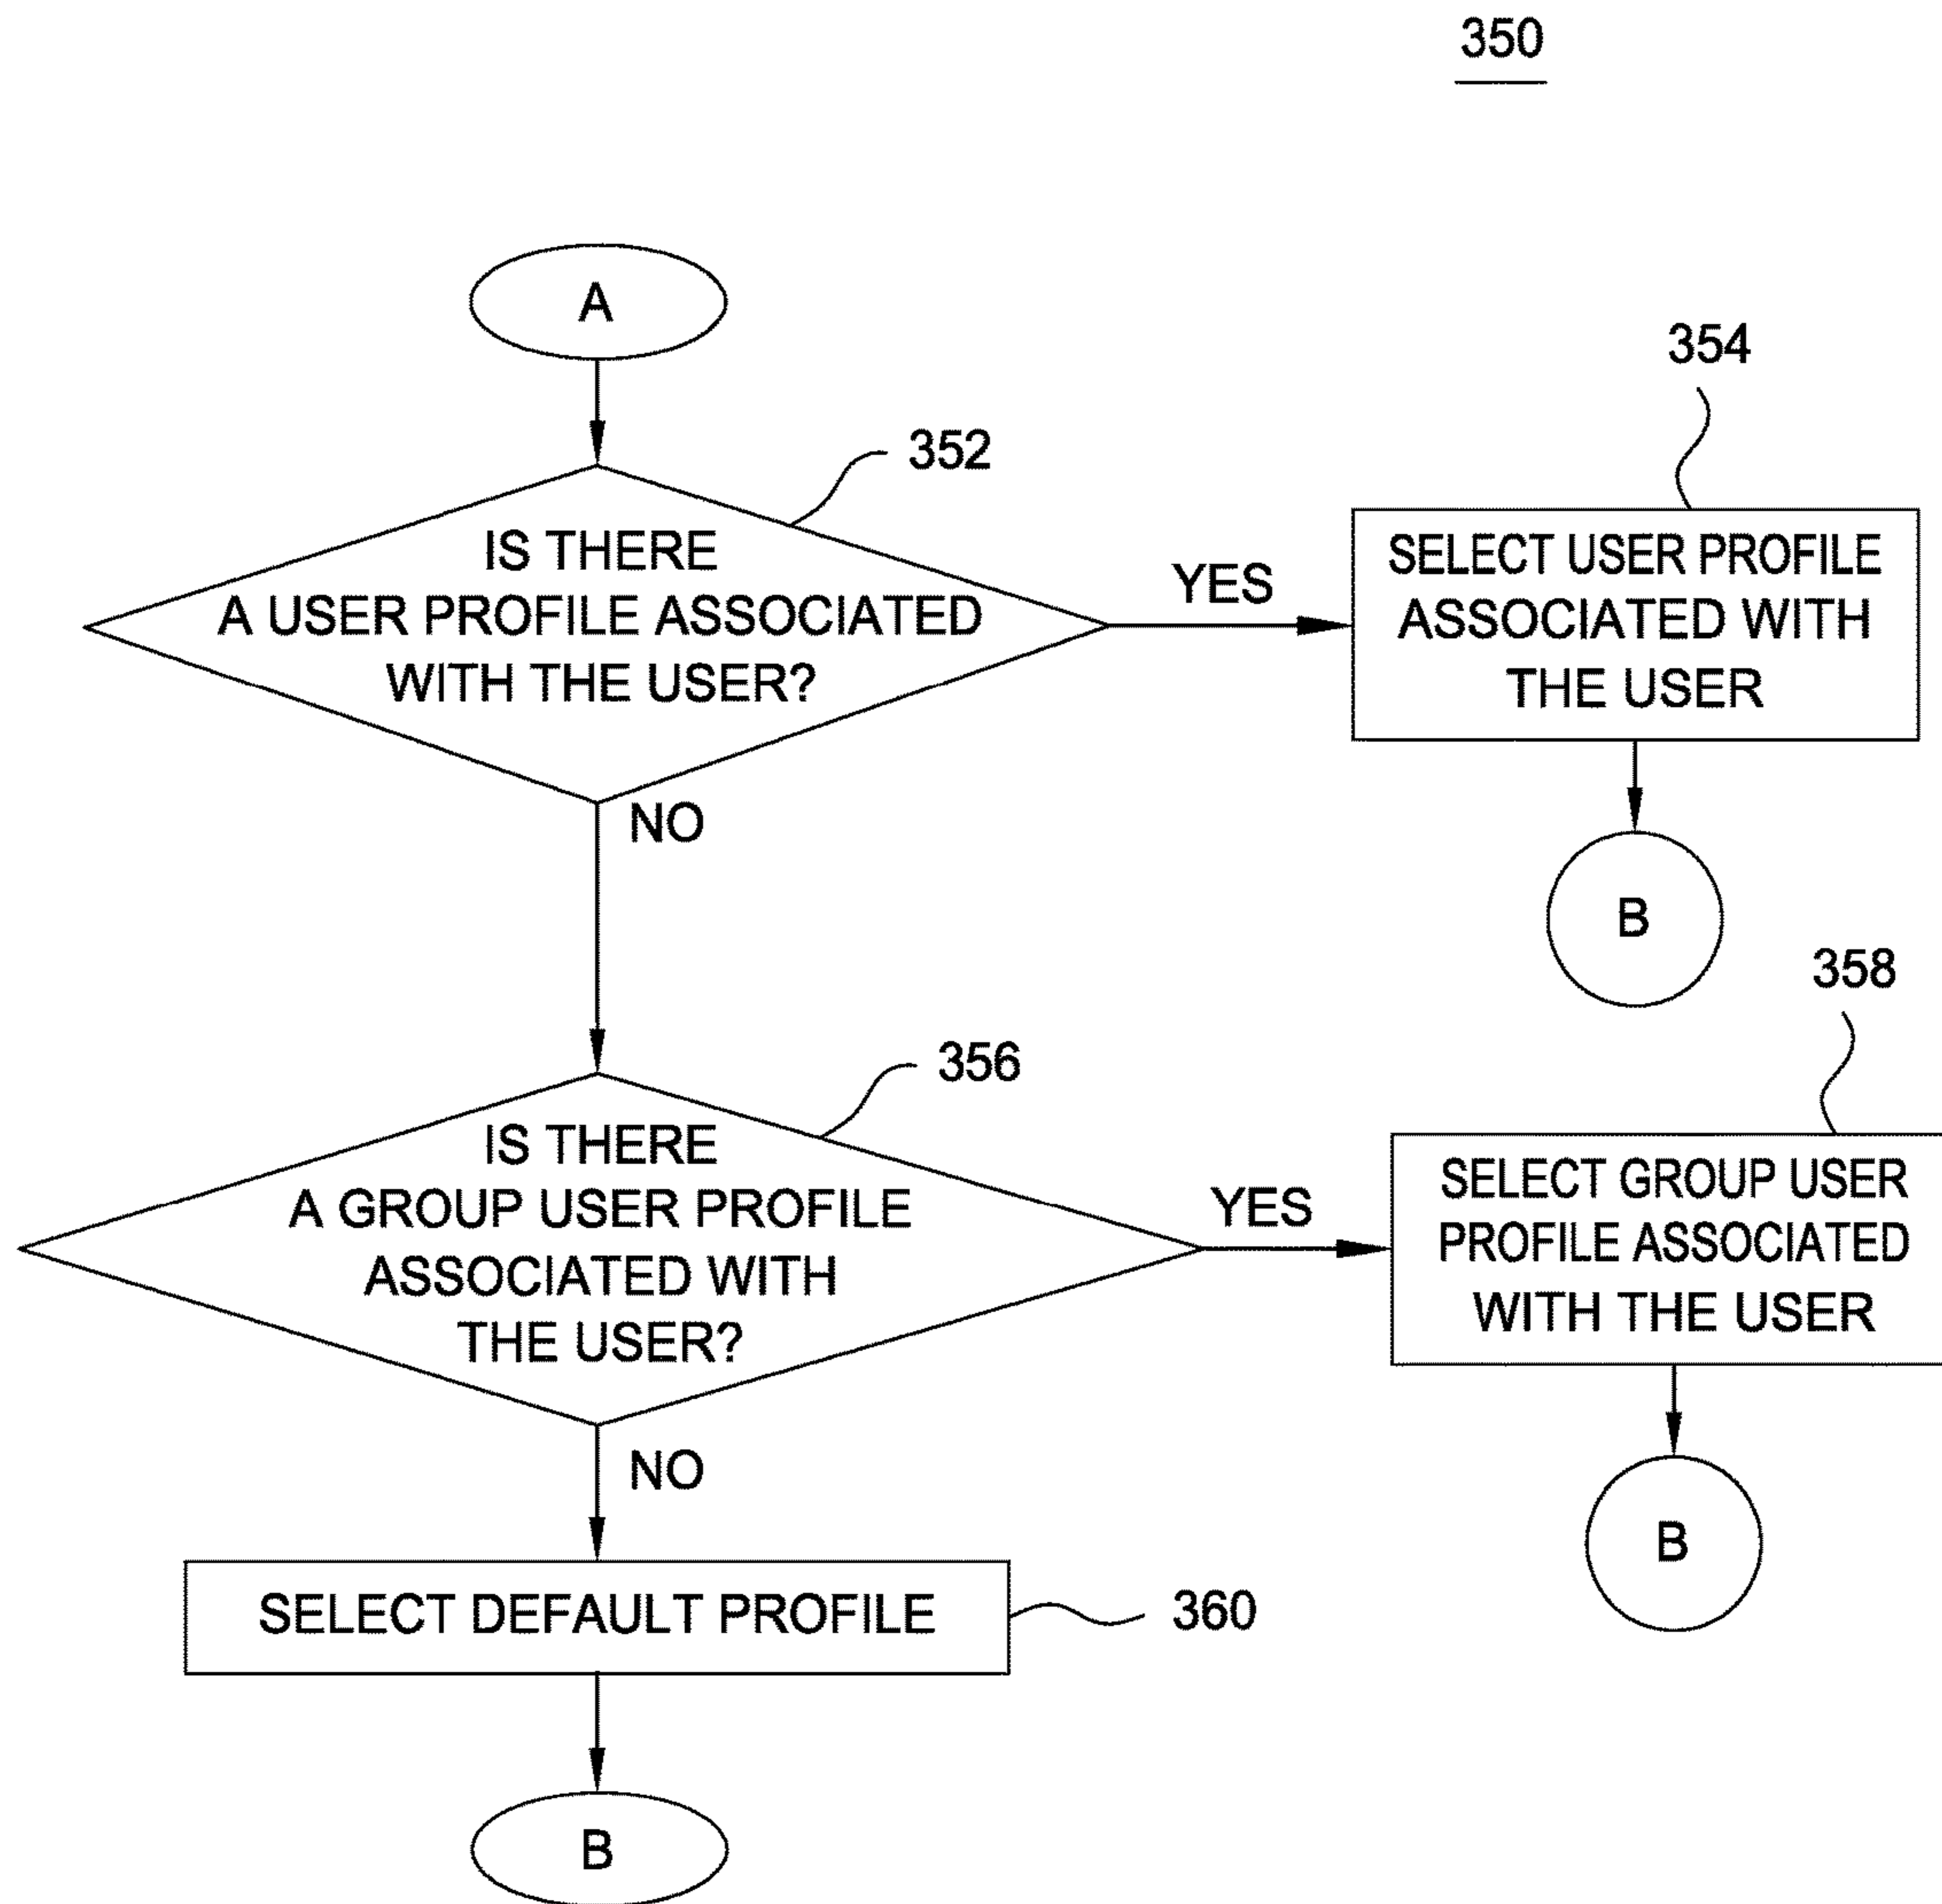 350
A
352
IS THERE
A USER PROFILE ASSOCIATED
WITH THE USER?
YES
354
SELECT USER PROFILE
ASSOCIATED WITH
THE USER
NO
B
356
IS THERE
A GROUP USER PROFILE
ASSOCIATED WITH
THE USER?
YES
358
SELECT GROUP USER
PROFILE ASSOCIATED
WITH THE USER
NO
B
SELECT DEFAULT PROFILE
360
B